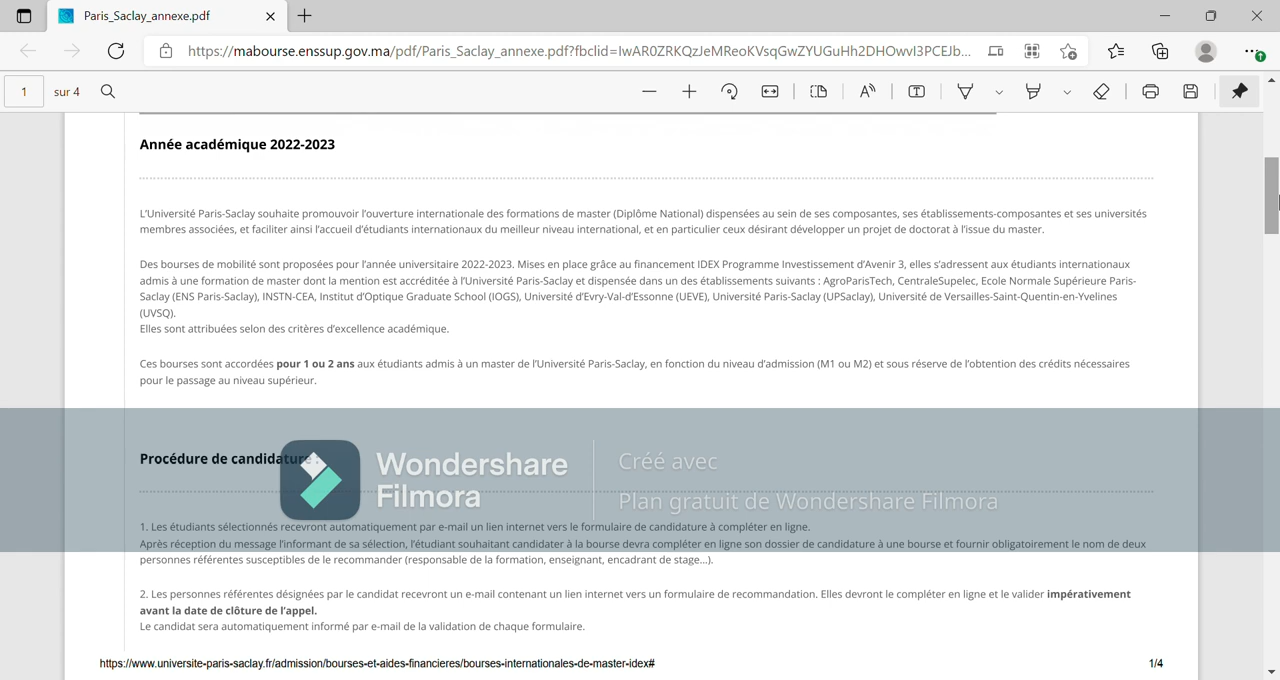 Paris_Saclay_annexe.pdf
https://mabourse.enssup.gov.ma/pdf/Paris_Saclay_annexe.pdf?fbclid=IwAR0ZRKQzJeMReoKVsqGwZYUGuHh2DHOwvI3PCEJb...
1 sur 4
Année académique 2022-2023
L'Université Paris-Saclay souhaite promouvoir l'ouverture internationale des formations de master (Diplôme National) dispensées au sein de ses composantes, ses établissements-composantes et ses universités
membres associées, et faciliter ainsi l'accueil d'étudiants internationaux du meilleur niveau international, et en particulier ceux désirant développer un projet de doctorat à l'issue du master.
Des bourses de mobilité sont proposées pour l'année universitaire 2022-2023. Mises en place grâce au financement IDEX Programme Investissement d'Avenir 3, elles s'adressent aux étudiants internationaux
admis à une formation de master dont la mention est accréditée à l'Université Paris-Saclay et dispensée dans un des établissements suivants : AgroParisTech, CentraleSupelec, Ecole Normale Supérieure Paris-
Saclay (ENS Paris-Saclay), INSTN-CEA, Institut d'Optique Graduate School (IOGS), Université d'Evry-Val-d'Essonne (UEVE), Université Paris-Saclay (UPSaclay), Université de Versailles-Saint-Quentin-en-Yvelines
(UVSQ).
Elles sont attribuées selon des critères d'excellence académique.
Ces bourses sont accordées pour 1 ou 2 ans aux étudiants admis à un master de l'Université Paris-Saclay, en fonction du niveau d'admission (M1 ou M2) et sous réserve de l'obtention des crédits nécessaires
pour le passage au niveau supérieur.
Procédure de candidature :
Wondershare
Filmora
Créé avec
Plan gratuit de Wondershare Filmora
1. Les étudiants sélectionnés recevront automatiquement par e-mail un lien internet vers le formulaire de candidature à compléter en ligne.
Après réception du message l'informant de sa sélection, l'étudiant souhaitant candidater à la bourse devra compléter en ligne son dossier de candidature à une bourse et fournir obligatoirement le nom de deux
personnes référentes susceptibles de le recommander (responsable de la formation, enseignant, encadrant de stage...).
2. Les personnes référentes désignées par le candidat recevront un e-mail contenant un lien internet vers un formulaire de recommandation. Elles devront le compléter en ligne et le valider impérativement
avant la date de clôture de l'appel.
Le candidat sera automatiquement informé par e-mail de la validation de chaque formulaire.
https://www.universite-paris-saclay.fr/admission/bourses-et-aides-financieres/bourses-internationales-de-master-idex# 1/4